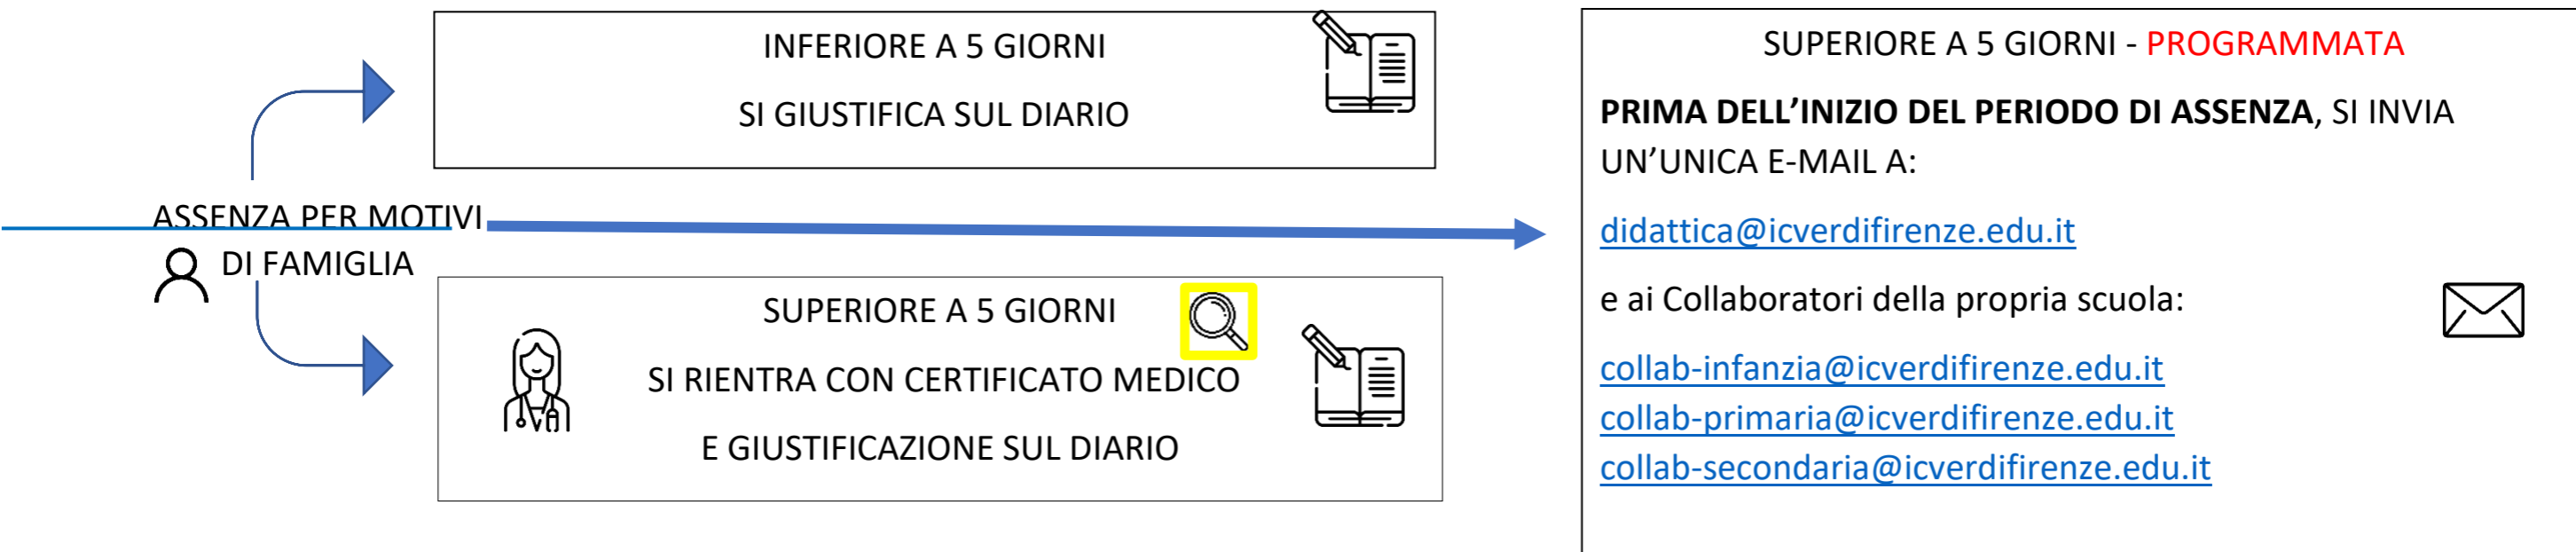 ASSENZA PER MOTIVI
DI FAMIGLIA
INFERIORE A 5 GIORNI
SI GIUSTIFICA SUL DIARIO
SUPERIORE A 5 GIORNI
SI RIENTRA CON CERTIFICATO MEDICO
E GIUSTIFICAZIONE SUL DIARIO
SUPERIORE A 5 GIORNI - PROGRAMMATA
PRIMA DELL’INIZIO DEL PERIODO DI ASSENZA, SI INVIA
UN’UNICA E-MAIL A:
didattica@icverdifirenze.edu.it
e ai Collaboratori della propria scuola:
collab-infanzia@icverdifirenze.edu.it
collab-primaria@icverdifirenze.edu.it
collab-secondaria@icverdifirenze.edu.it